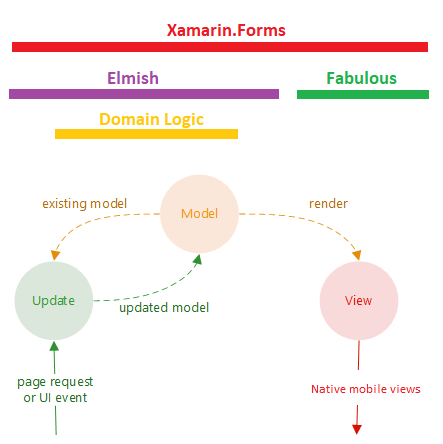 Xamarin.Forms
Elmish
Fabulous
Domain Logic
existing model
Model
render
Update
updated model
View
page request
or UI event
Native mobile views